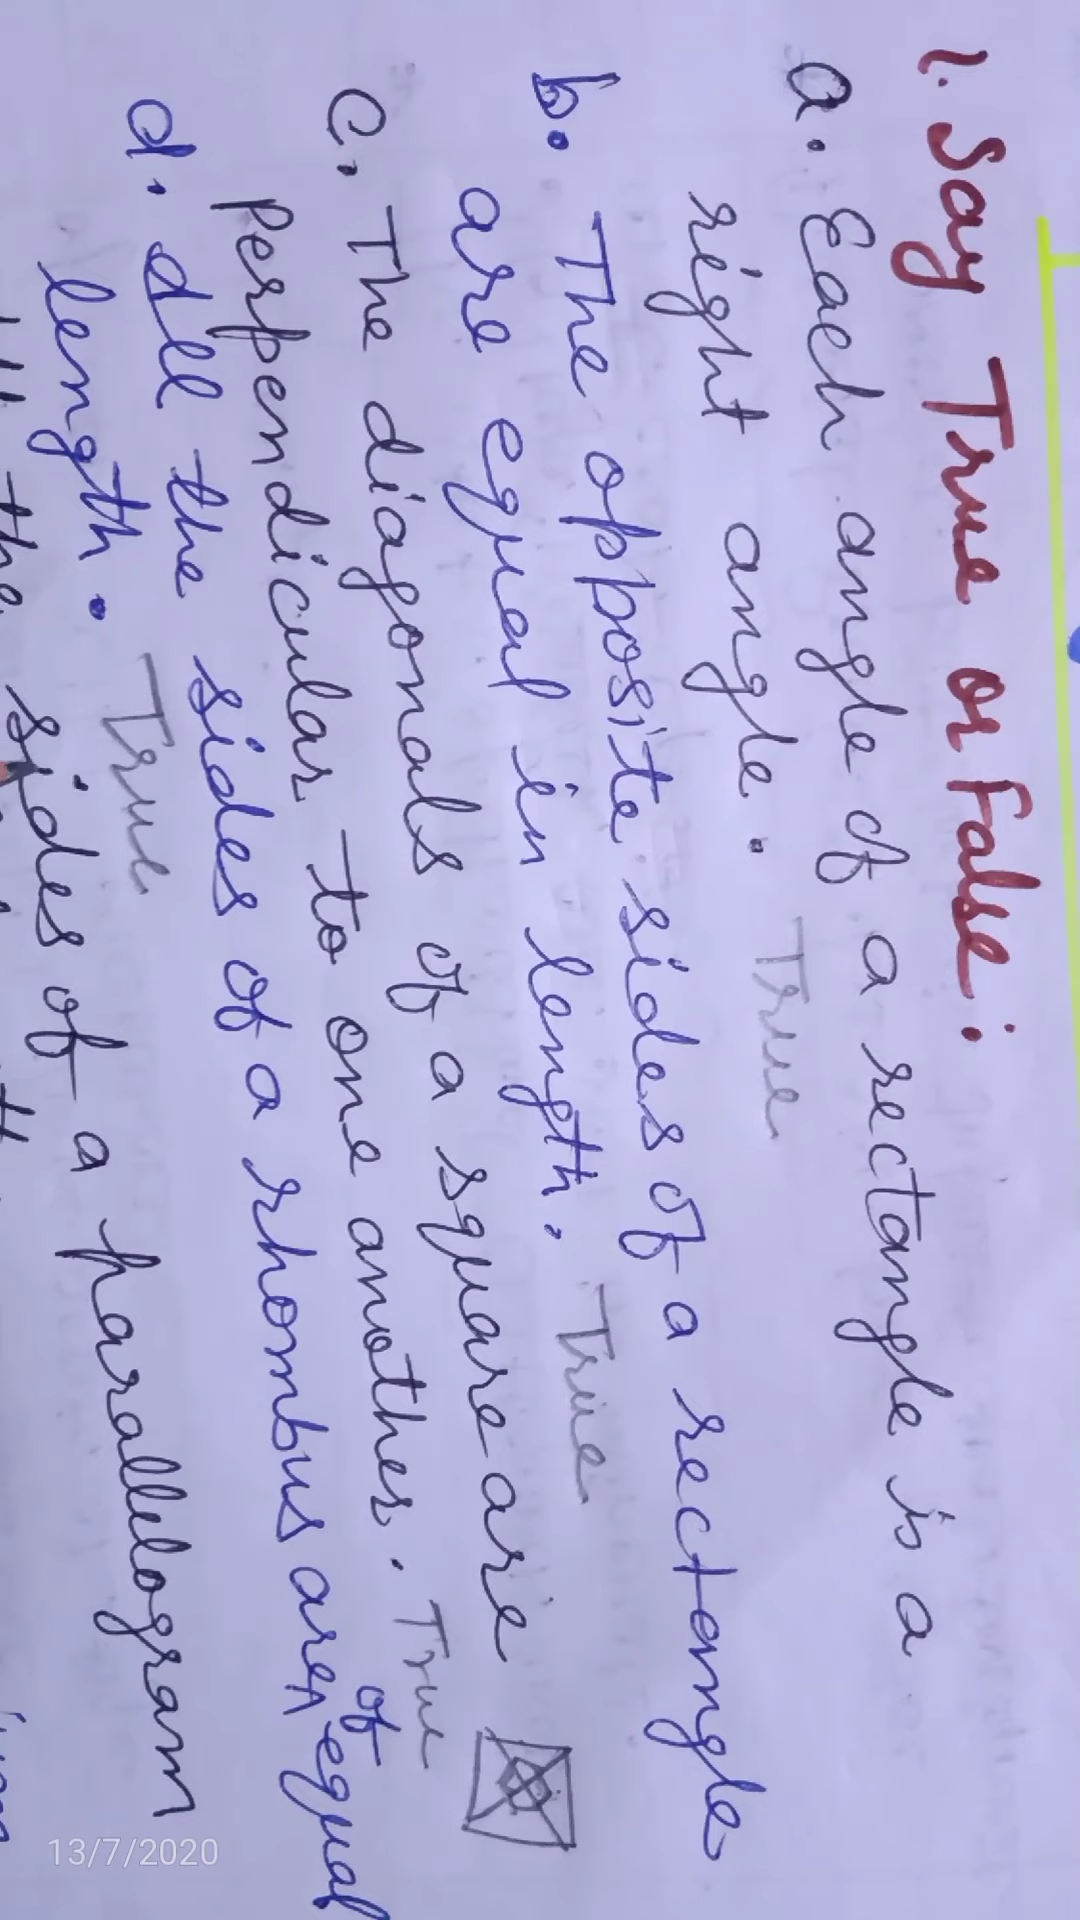 1. Say True or False:
a. Each angle of a rectangle is a
right angle. True
b. The opposite sides of a rectangle
are equal in length. True
c. The diagonals of a square are
perpendicular to one another. True
d. All the sides of a rhombus are of equal
length. True
sides of a parallelogram
13/7/2020